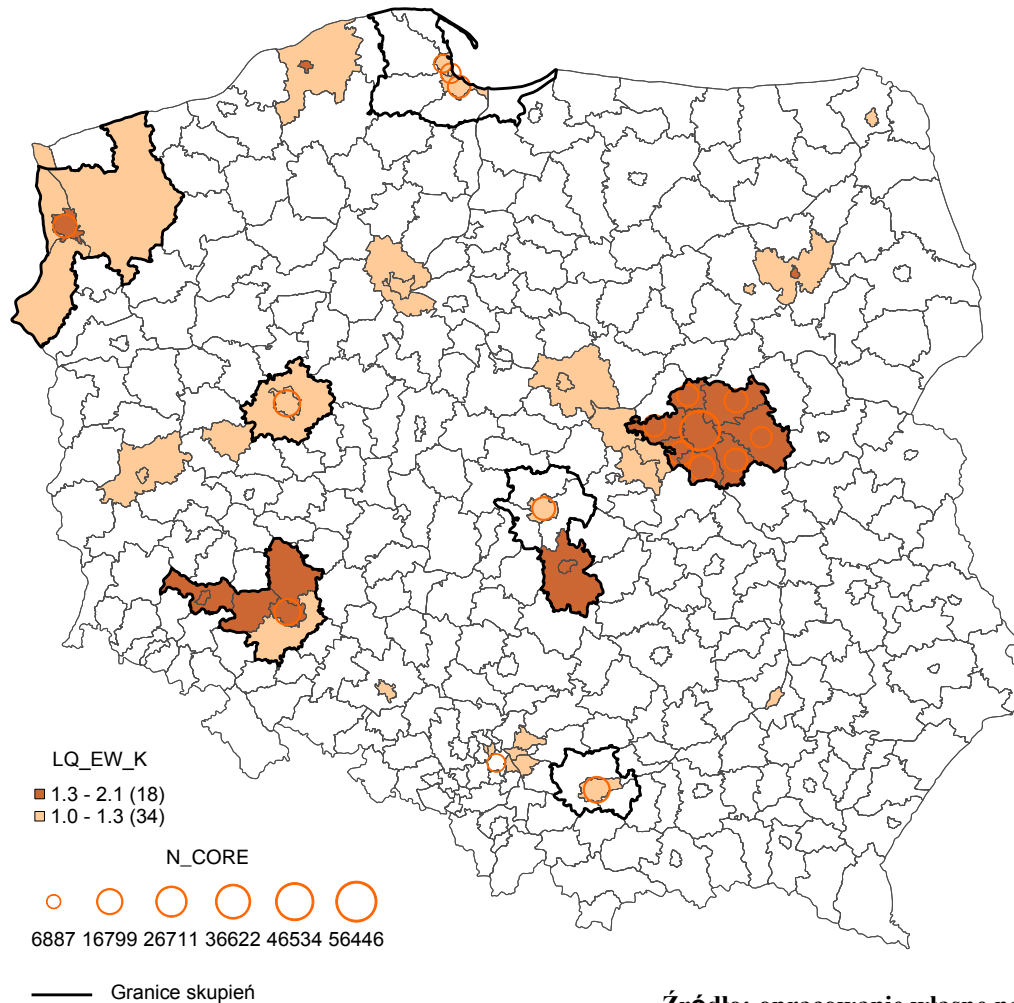 LQ_EW_K
1.3 - 2.1 (18)
1.0 - 1.3 (34)
N_CORE
6887 16799 26711 36622 46534 56446
Granice skupień
Źródło: opracowanie własne